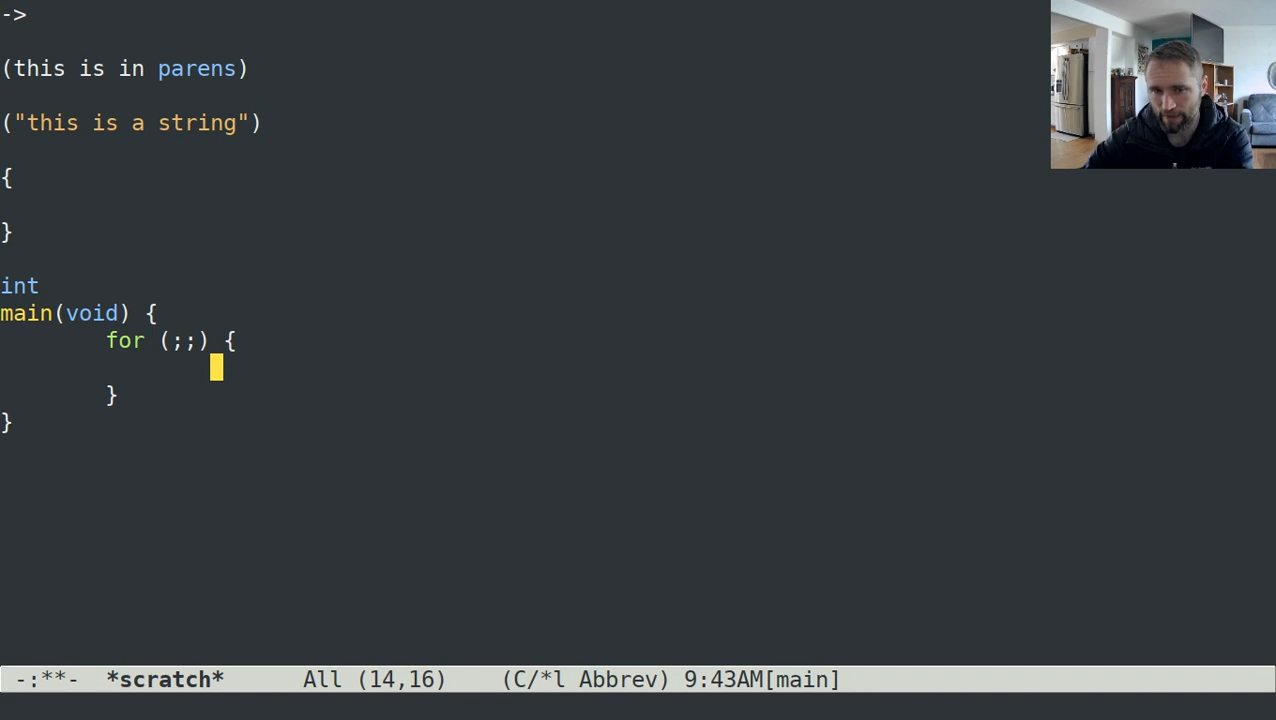 ->
(this is in parens)
("this is a string")
{
}
int
main(void) {
for (;;) {
}
}
-:**- *scratch* All (14,16) (C/*l Abbrev) 9:43AM[main]